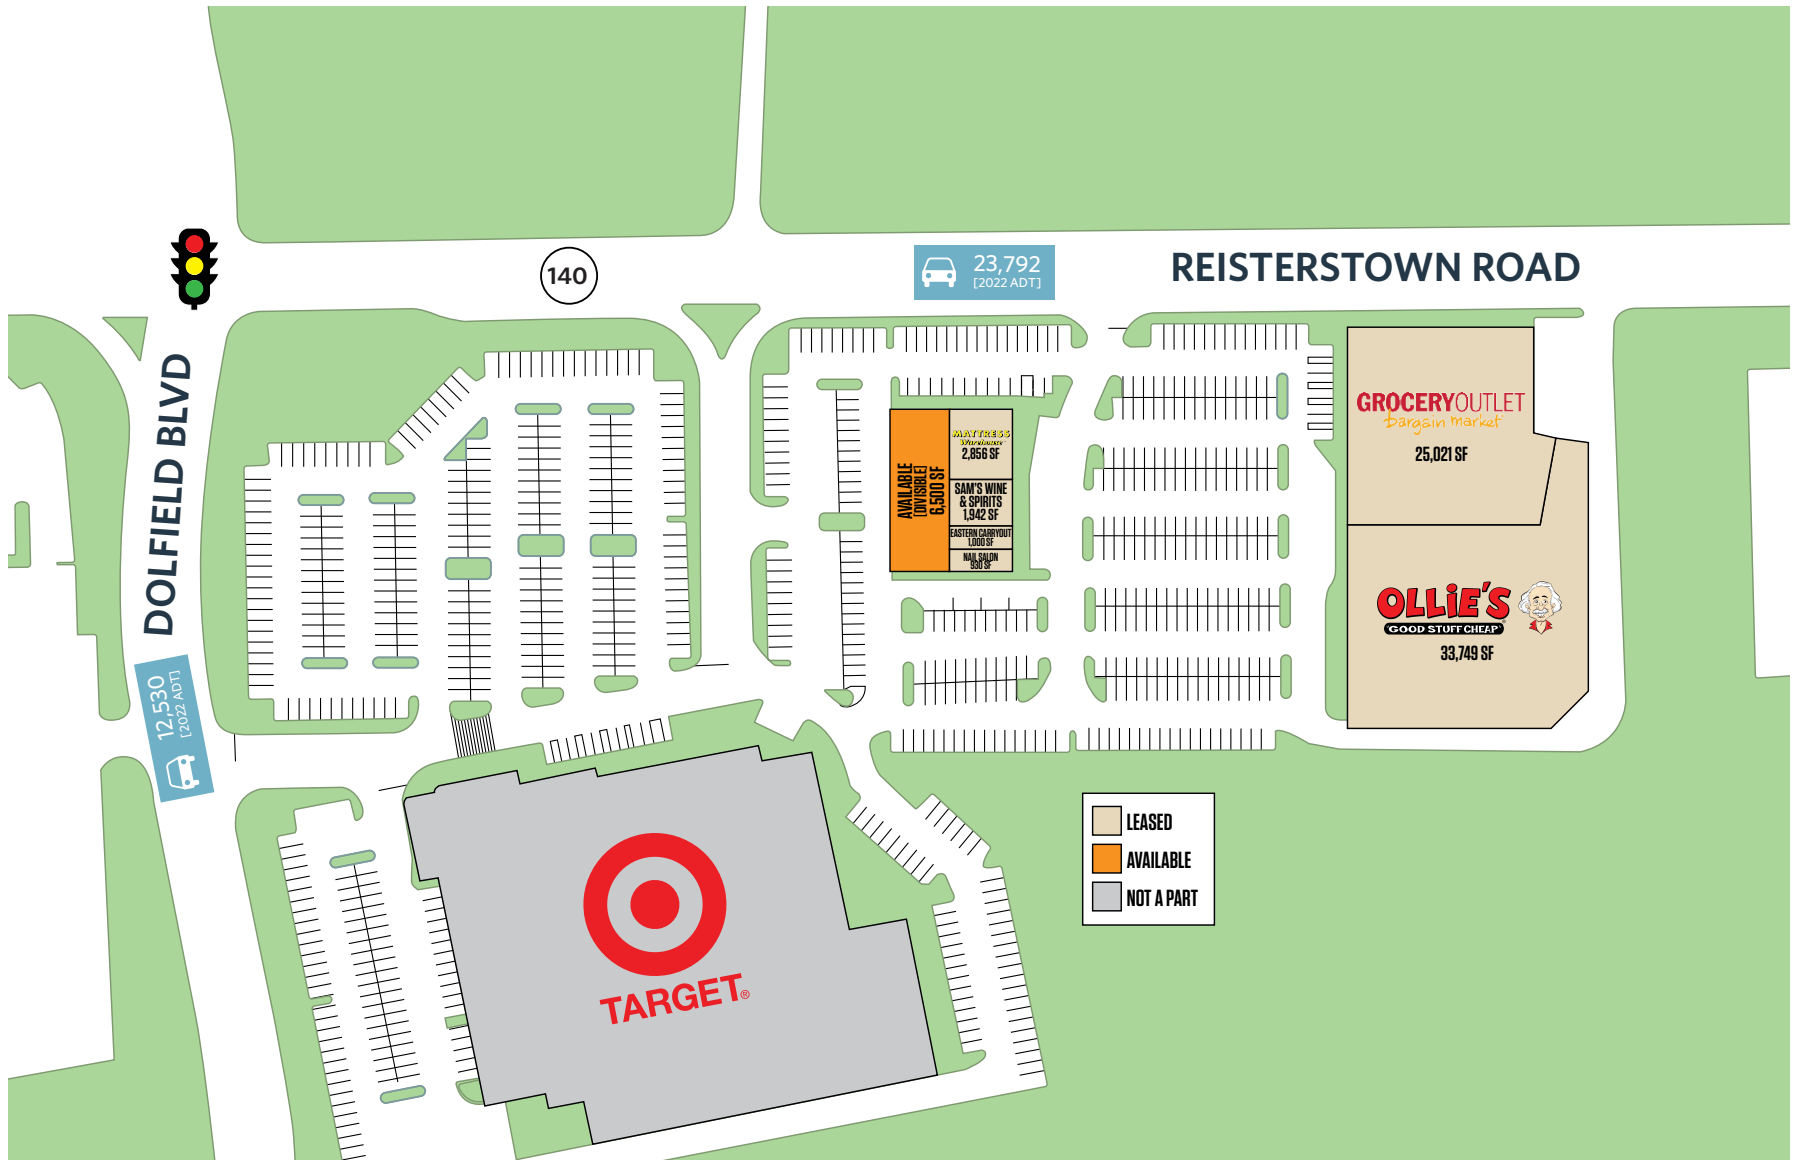 140
23,792
[2022 ADT]
REISTERSTOWN ROAD
DOLFIELD BLVD
12,530
[2022 ADT]
AVAILABLE
[DIVISIBLE]
6,500 SF
MATTRESS
Warehouse
2,856 SF
SAM'S WINE
& SPIRITS
1,942 SF
EASTERN CARRYOUT
1,000 SF
NAIL SALON
930 SF
GROCERYOUTLET
bargain market
25,021 SF
OLLiE'S
GOOD STUFF CHEAP
33,749 SF
TARGET®
LEASED
AVAILABLE
NOT A PART